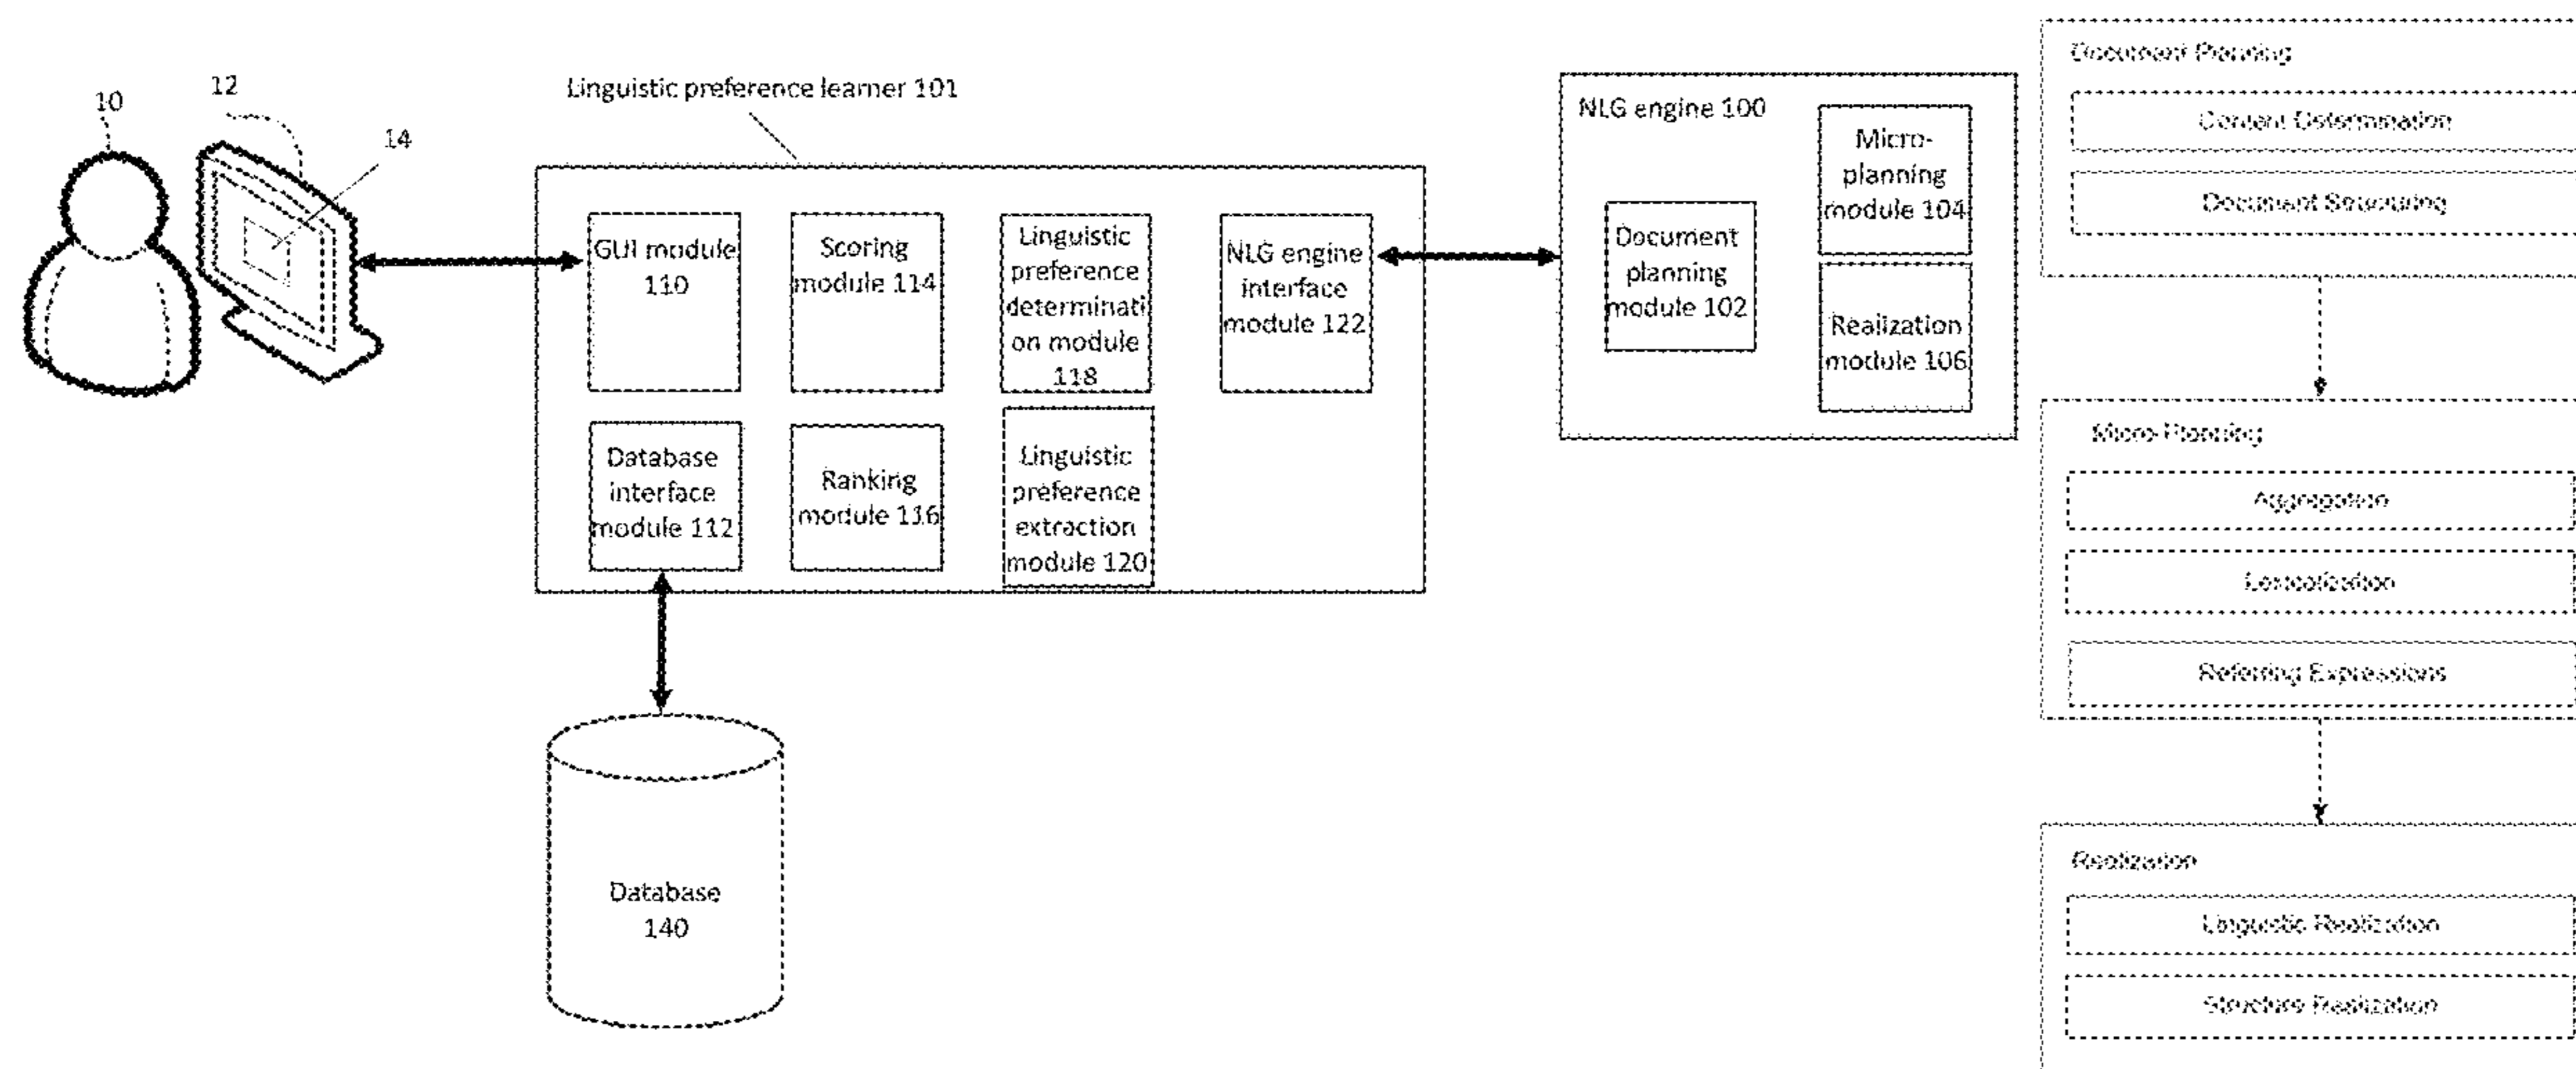 10
12
14
Linguistic preference learner 101
GUI module
110
Scoring
module 114
Linguistic
preference
determinati
on module
118
NLG engine
interface
module 122
Database
interface
module 112
Ranking
module 116
Linguistic
preference
extraction
module 120
Database
140
NLG engine 100
Document
planning
module 102
Micro-
planning
module 104
Realization
module 106
Document Planning
Content Determination
Document Structuring
Micro-Planning
Aggregation
Lexicalization
Referring Expressions
Realization
Linguistic Realization
Structure Realization